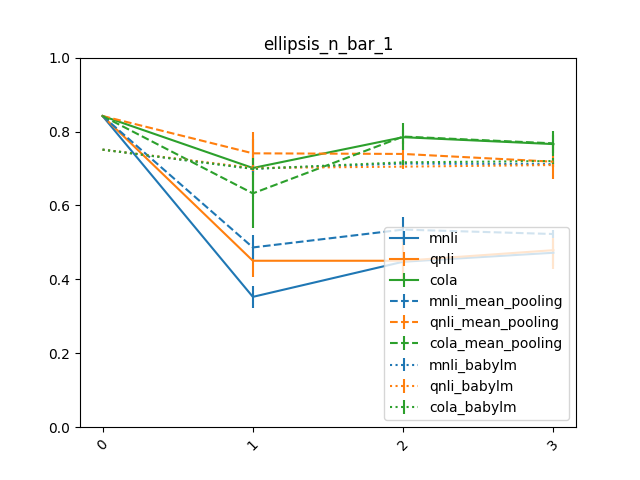 ellipsis_n_bar_1
1.0
0.8
0.6
0.4
0.2
0.0
0
1
2
3
mnli
qnli
cola
mnli_mean_pooling
qnli_mean_pooling
cola_mean_pooling
mnli_babylm
qnli_babylm
cola_babylm